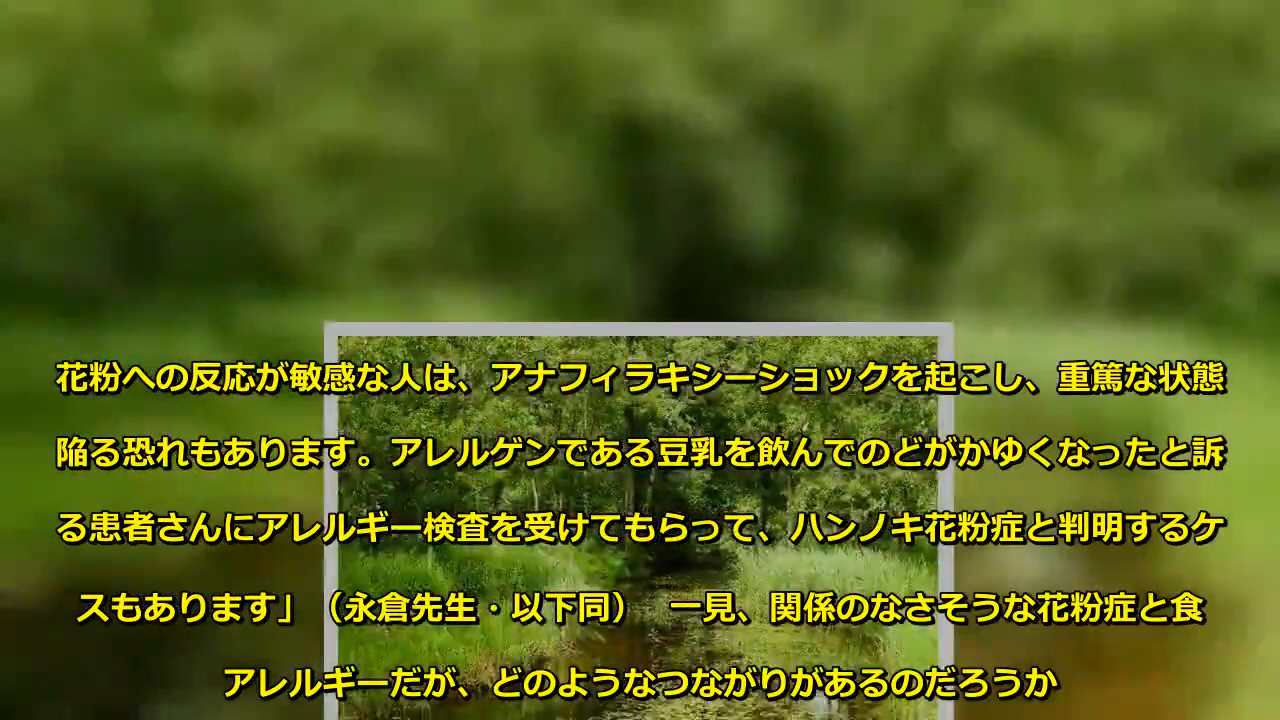 花粉への反応が敏感な人は、アナフィラキシーショックを起こし、重篤な状態
陥る恐れもあります。アレルゲンである豆乳を飲んでのどがかゆくなったと訴
る患者さんにアレルギー検査を受けてもらって、ハンノキ花粉症と判明するケ
スもあります」（永倉先生・以下同）　一見、関係のなさそうな花粉症と食
アレルギーだが、どのようなつながりがあるのだろうか